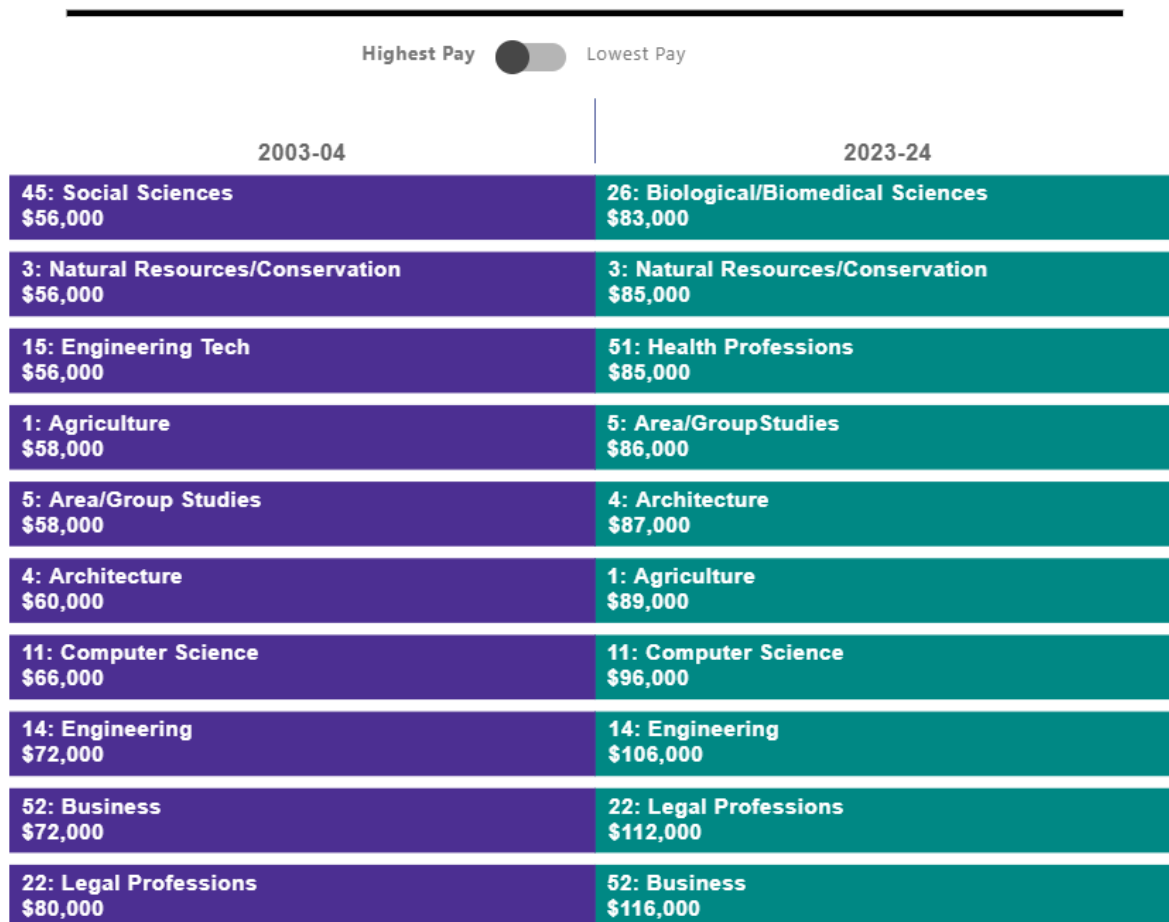 Highest Pay
Lowest Pay
2003-04
2023-24
45: Social Sciences
$56,000
26: Biological/Biomedical Sciences
$83,000
3: Natural Resources/Conservation
$56,000
3: Natural Resources/Conservation
$85,000
15: Engineering Tech
$56,000
51: Health Professions
$85,000
1: Agriculture
$58,000
5: Area/GroupStudies
$86,000
5: Area/Group Studies
$58,000
4: Architecture
$87,000
4: Architecture
$60,000
1: Agriculture
$89,000
11: Computer Science
$66,000
11: Computer Science
$96,000
14: Engineering
$72,000
14: Engineering
$106,000
52: Business
$72,000
22: Legal Professions
$112,000
22: Legal Professions
$80,000
52: Business
$116,000